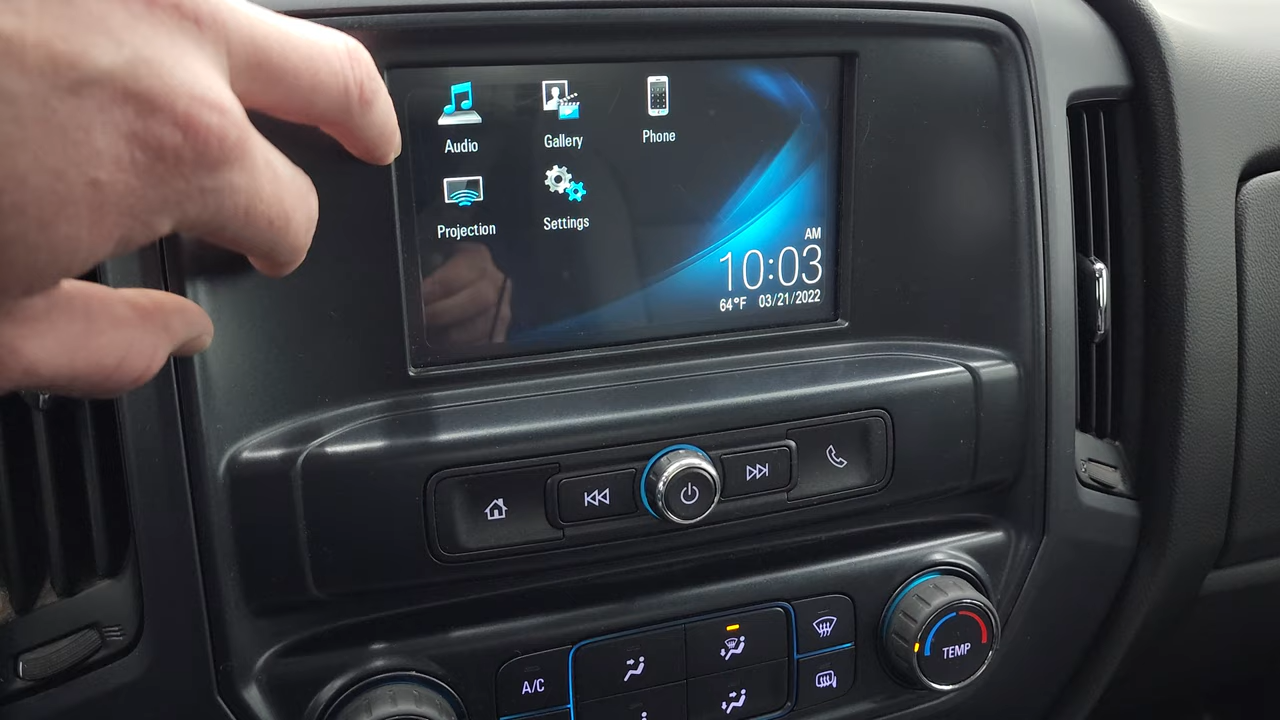 Audio
Gallery
Phone
Projection
Settings
AM
10:03
64°F 03/21/2022
A/C
TEMP